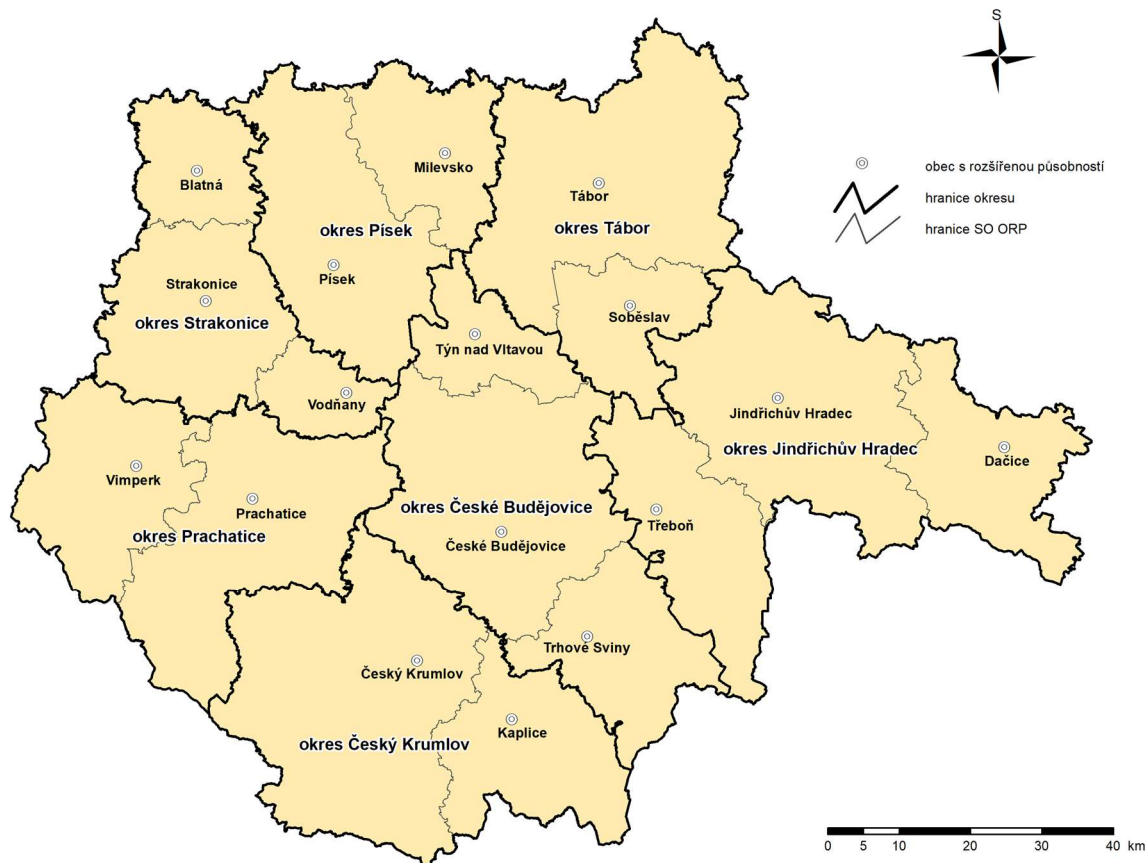 S
obec s rozšířenou působností
hranice okresu
hranice SO ORP
Milevsko
Blatná
Tábor
okres Písek
okres Tábor
Písek
Strakonice
okres Strakonice
Soběslav
Týn nad Vltavou
Vodňany
Jindřichův Hradec
okres Jindřichův Hradec
Dačice
Vimperk
Prachatice
okres Prachatice
okres České Budějovice
České Budějovice
Třeboň
Trhové Sviny
Český Krumlov
Kaplice
okres Český Krumlov
0 5 10 20 30 40 km